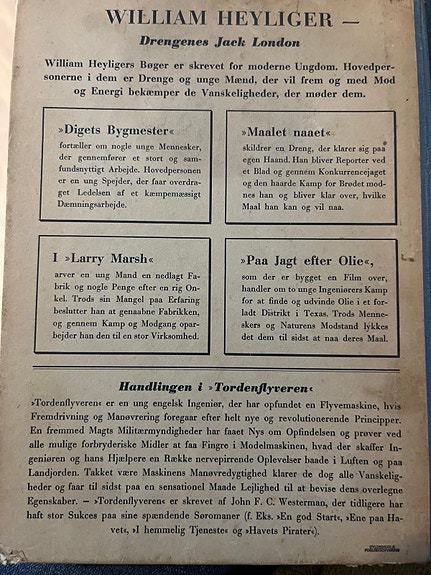 WILLIAM HEYLIGER —
Drengenes Jack London
William Heyligers Bøger er skrevet for moderne Ungdom. Hovedper-
sonerne i dem er Drenge og unge Mænd, der vil frem og med Mod
og Energi bekæmper de Vanskeligheder, der møder dem.
»Digets Bygmester«
fortæller om nogle unge Mennesker,
der gennemfører et stort og sam-
fundsnyttigt Arbejde. Hovedpersonen
er en ung Spejder, der faar overdra-
get Ledelsen af et kæmpemæssigt
Dæmningsarbejde.
»Maalet naaet«
skildrer en Dreng, der klarer sig paa
egen Haand. Han bliver Reporter ved
et Blad og gennem Konkurrencejaget
og den haarde Kamp for Brødet mod-
nes han og bliver klar over, hvilke
Maal han kan og vil naa.
I »Larry Marsh«
arver en ung Mand en nedlagt Fa-
brik og nogle Penge efter en rig On-
kel. Trods sin Mangel paa Erfaring
beslutter han at genaabne Fabrikken,
og gennem Kamp og Modgang opar-
bejder han den til en stor Virksomhed.
»Paa Jagt efter Olie«,
som der er bygget en Film over,
handler om to unge Ingeniørers Kamp
for at finde og udvinde Olie i et for-
ladt Distrikt i Texas. Trods Menne-
skers og Naturens Modstand lykkes
det dem til sidst at naa deres Maal.
Handlingen i »Tordenflyveren«
»Tordenflyveren« er en ung engelsk Ingeniør, der har opfundet en Flyvemaskine, hvis
Fremdrivning og Manøvrering foregaar efter helt nye og revolutionerende Principper.
En fremmed Magts Militærmyndigheder har faaet Nys om Opfindelsen og prøver ved
alle mulige forbryderiske Midler at faa Fingre i Modelmaskinen, hvad der skaffer In-
geniøren og hans Hjælpere en Række nervepirrende Oplevelser baade i Luften og paa
Landjorden. Takket være Maskinens Manøvredygtighed klarer de dog alle Vanskelig-
heder og faar til sidst paa en sensationel Maade Lejlighed til at bevise dens overlegne
Egenskaber. — »Tordenflyveren« er skrevet af John F. C. Westerman, der tidligere har
haft stor Sukces paa sine spændende Søromaner (f. Eks. »En god Start«, »Ene paa Ha-
vet«, »I hemmelig Tjeneste« og »Havets Pirater«).